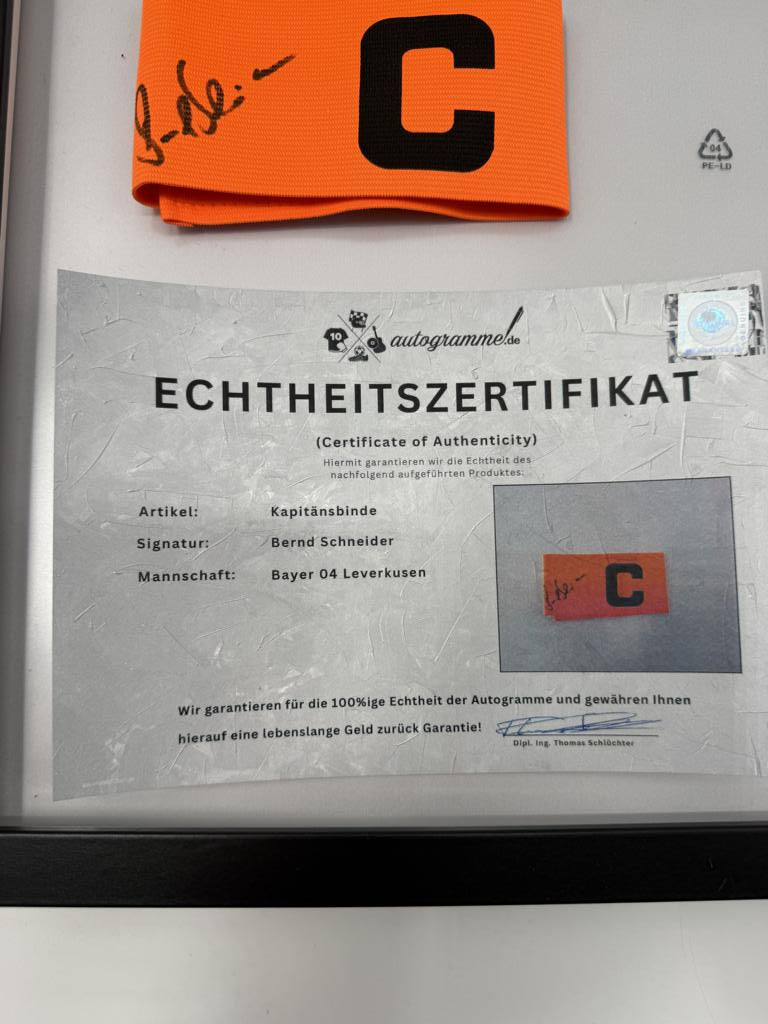 C
04
PE-LD
10
autogramme!.de
ECHTHEITSZERTIFIKAT
(Certificate of Authenticity)
Hiermit garantieren wir die Echtheit des
nachfolgend aufgeführten Produktes:
Artikel: Kapitänsbinde
Signatur: Bernd Schneider
Mannschaft: Bayer 04 Leverkusen
C
Wir garantieren für die 100%ige Echtheit der Autogramme und gewähren Ihnen
hierauf eine lebenslange Geld zurück Garantie!
Dipl. Ing. Thomas Schlüchter